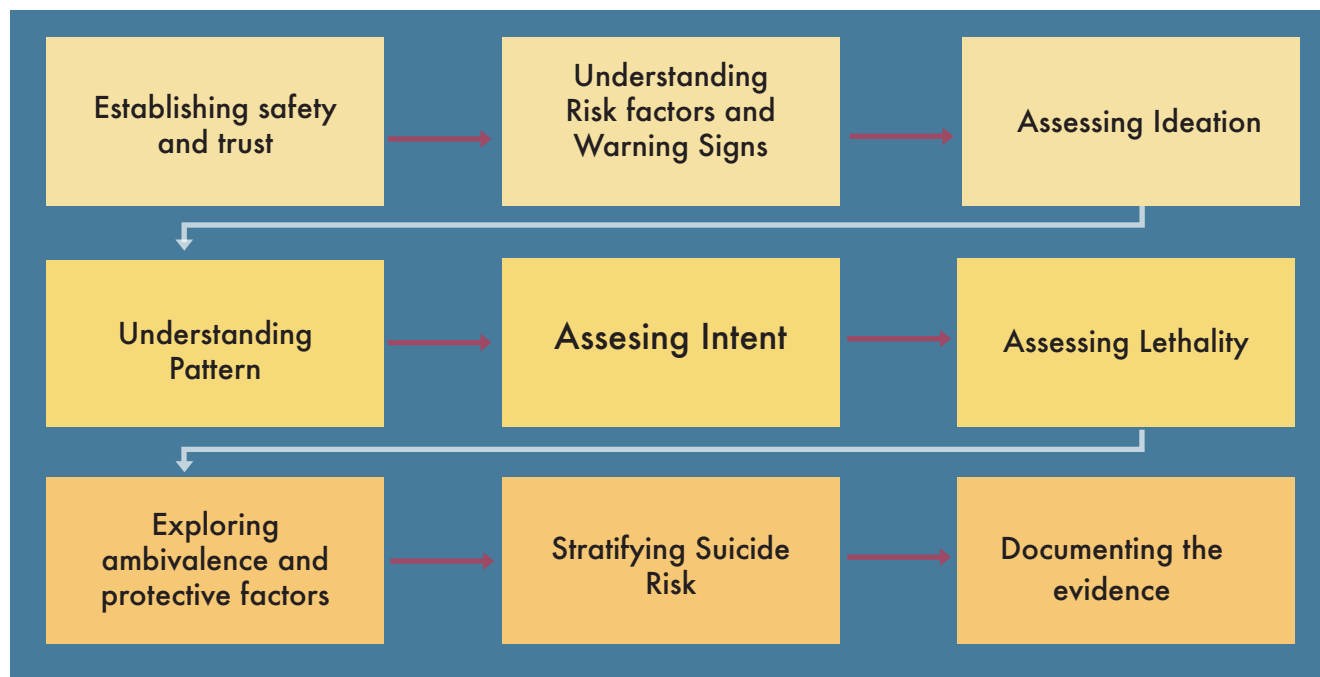 Establishing safety
and trust
Understanding
Risk factors and
Warning Signs
Assessing Ideation
Understanding
Pattern
Assesing Intent
Assessing Lethality
Exploring
ambivalence and
protective factors
Stratifying Suicide
Risk
Documenting the
evidence